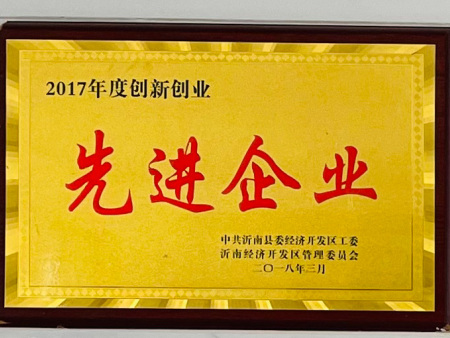 2017年度创新创业
先进企业
中共沂南县委经济开发区工委
沂南经济开发区管理委员会
二〇一八年三月